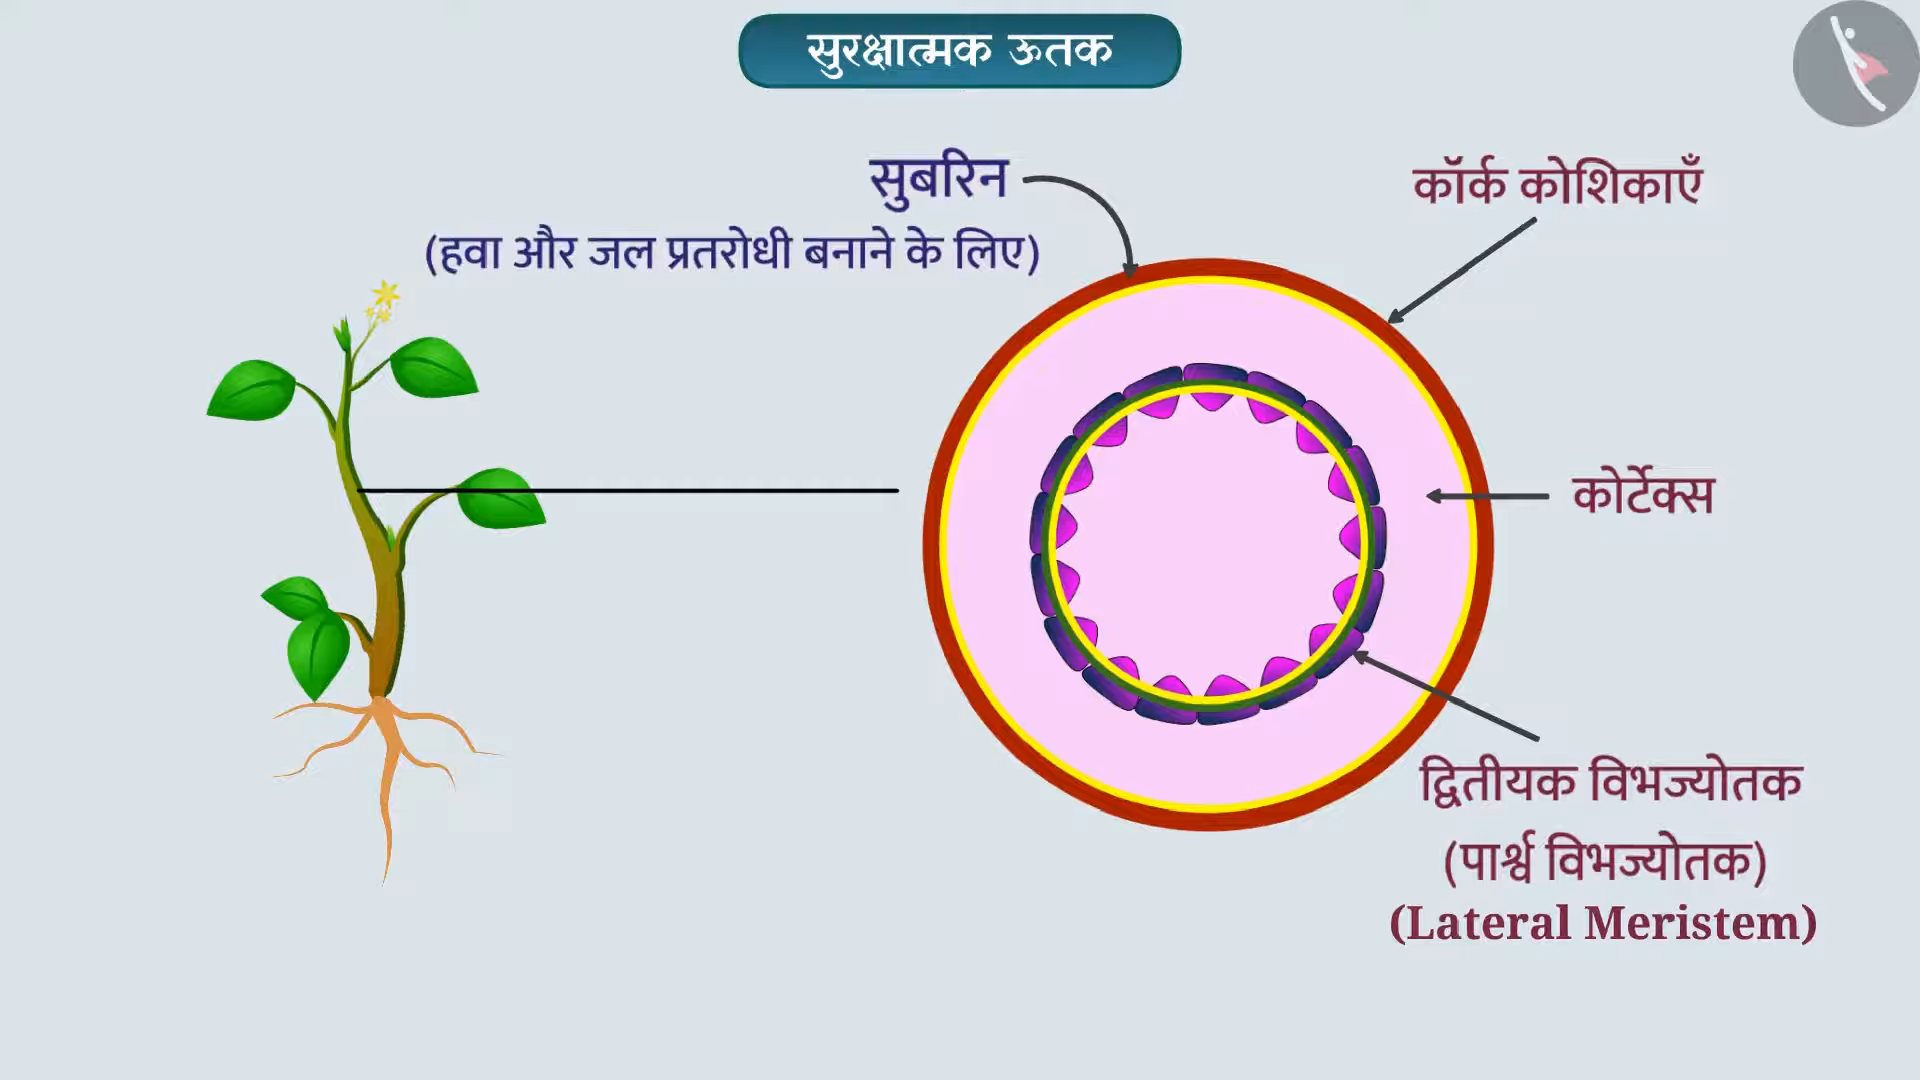 सुरक्षात्मक ऊतक
सुबरिन
(हवा और जल प्रतरोधी बनाने के लिए)
कॉर्क कोशिकाएँ
कोर्टेक्स
द्वितीयक विभज्योतक
(पार्श्व विभज्योतक)
(Lateral Meristem)